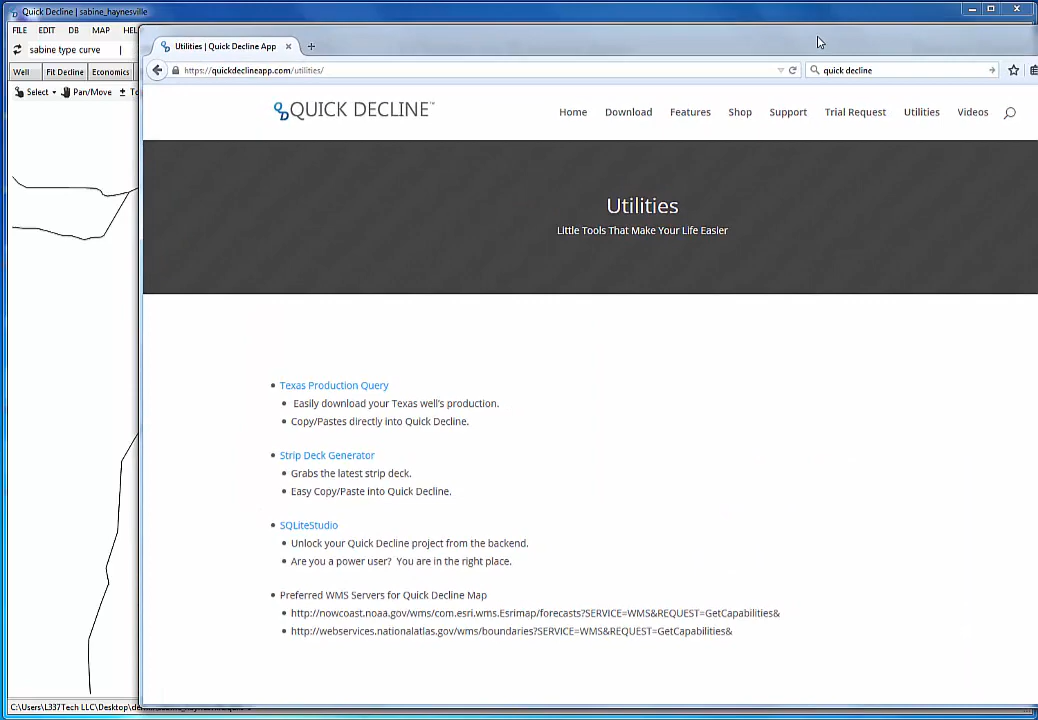 Quick Decline | sabine_haynesville
FILE EDIT DB MAP HEL
sabine type curve
Well Fit Decline Economics
Select Pan/Move ± To
Utilities | Quick Decline App
https://quickdeclineapp.com/utilities/
quick decline
QUICK DECLINE™
Home Download Features Shop Support Trial Request Utilities Videos
Utilities
Little Tools That Make Your Life Easier
• Texas Production Query
• Easily download your Texas well's production.
• Copy/Pastes directly into Quick Decline.
• Strip Deck Generator
• Grabs the latest strip deck.
• Easy Copy/Paste into Quick Decline.
• SQLiteStudio
• Unlock your Quick Decline project from the backend.
• Are you a power user? You are in the right place.
• Preferred WMS Servers for Quick Decline Map
• http://nowcoast.noaa.gov/wms/com.esri.wms.Esrimap/forecasts?SERVICE=WMS&REQUEST=GetCapabilities&
• http://webservices.nationalatlas.gov/wms/boundaries?SERVICE=WMS&REQUEST=GetCapabilities&
C:\Users\L337Tech LLC\Desktop\